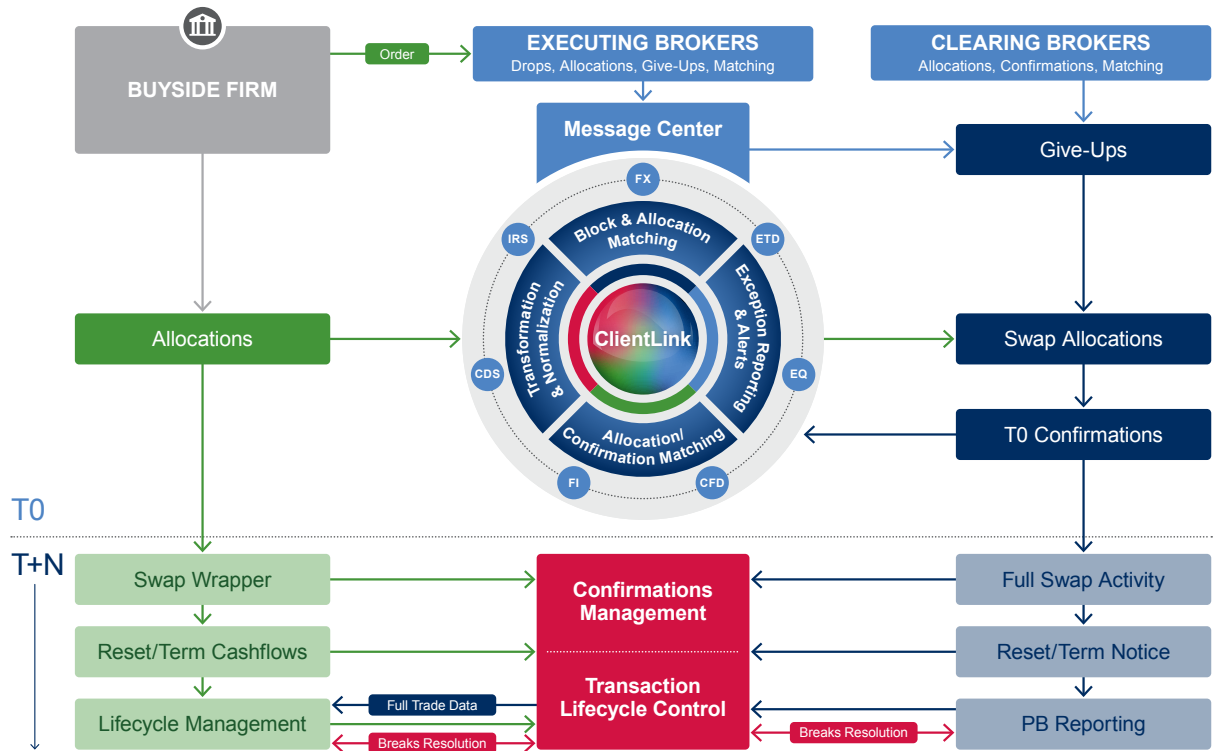 BUYSIDE FIRM
Order
EXECUTING BROKERS
Drops, Allocations, Give-Ups, Matching
CLEARING BROKERS
Allocations, Confirmations, Matching
Message Center
Give-Ups
FX
IRS
ETD
CDS
EQ
FI
CFD
Block & Allocation
Matching
Transformation
& Normalization
Exception Reporting
& Alerts
Allocation/
Confirmation Matching
ClientLink
Allocations
Swap Allocations
T0 Confirmations
T0
T+N
Swap Wrapper
Confirmations
Management
Full Swap Activity
Reset/Term Cashflows
Reset/Term Notice
Transaction
Lifecycle Control
Full Trade Data
Lifecycle Management
PB Reporting
Breaks Resolution
Breaks Resolution